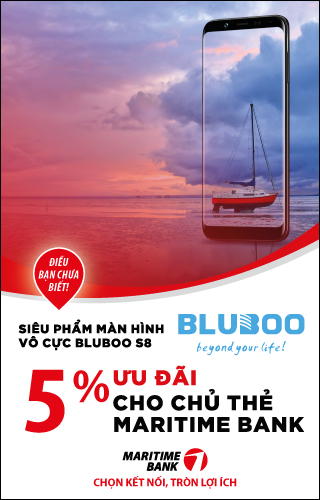 ĐIỀU
BẠN CHƯA
BIẾT!
SIÊU PHẨM MÀN HÌNH
VÔ CỰC BLUBOO S8
BLUBOO
beyond your life!
5% ƯU ĐÃI
CHO CHỦ THẺ
MARITIME BANK
MARITIME
BANK
CHỌN KẾT NỐI, TRÒN LỢI ÍCH